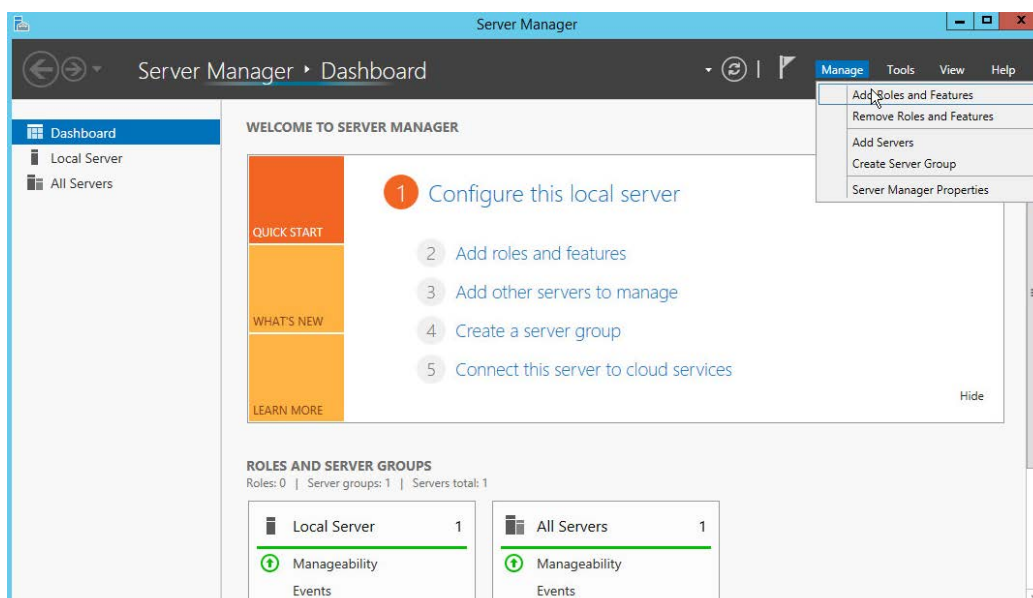 Server Manager
Server Manager • Dashboard
Manage Tools View Help
Add Roles and Features
Remove Roles and Features
Add Servers
Create Server Group
Server Manager Properties
Dashboard
Local Server
All Servers
WELCOME TO SERVER MANAGER
QUICK START
WHAT'S NEW
LEARN MORE
1 Configure this local server
2 Add roles and features
3 Add other servers to manage
4 Create a server group
5 Connect this server to cloud services
Hide
ROLES AND SERVER GROUPS
Roles: 0 | Server groups: 1 | Servers total: 1
Local Server 1
Manageability
Events
All Servers 1
Manageability
Events